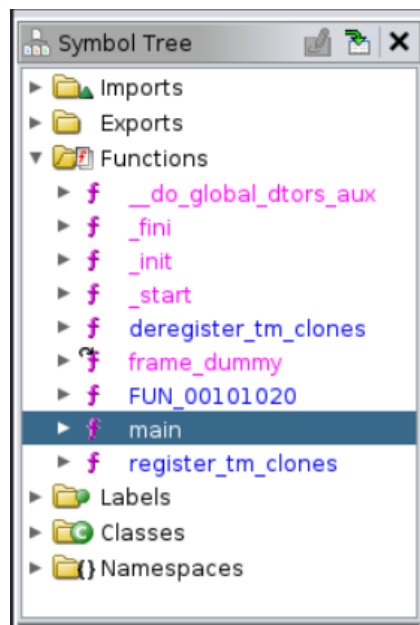 Symbol Tree
Imports
Exports
f Functions
f __do_global_dtors_aux
f _fini
f _init
f _start
f deregister_tm_clones
f frame_dummy
f FUN_00101020
f main
f register_tm_clones
Labels
C Classes
{} Namespaces